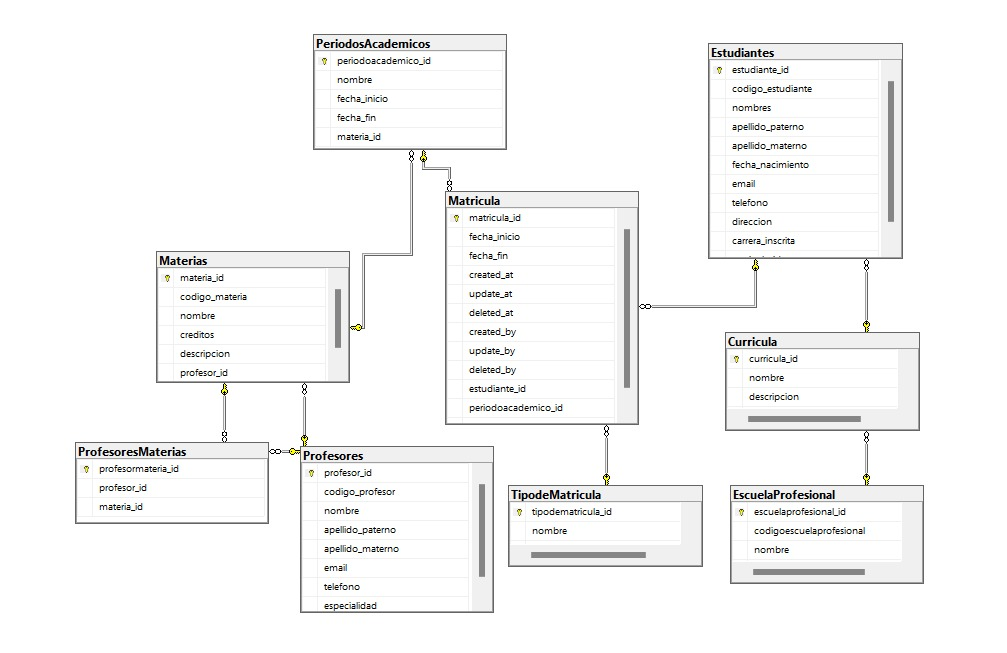 PeriodosAcademicos
periodoacademico_id
nombre
fecha_inicio
fecha_fin
materia_id
Estudiantes
estudiante_id
codigo_estudiante
nombres
apellido_paterno
apellido_materno
fecha_nacimiento
email
telefono
direccion
carrera_inscrita
Matricula
matricula_id
fecha_inicio
fecha_fin
created_at
update_at
deleted_at
created_by
update_by
deleted_by
estudiante_id
periodoacademico_id
Materias
materia_id
codigo_materia
nombre
creditos
descripcion
profesor_id
Curricula
curricula_id
nombre
descripcion
ProfesoresMaterias
profesormateria_id
profesor_id
materia_id
Profesores
profesor_id
codigo_profesor
nombre
apellido_paterno
apellido_materno
email
telefono
especialidad
TipodeMatricula
tipodematricula_id
nombre
EscuelaProfesional
escuelaprofesional_id
codigoescuelaprofesional
nombre